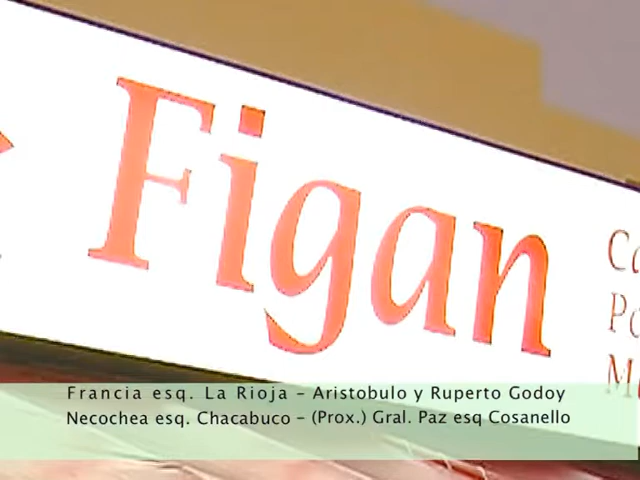 Figan
Francia esq. La Rioja - Aristobulo y Ruperto Godoy
Necochea esq. Chacabuco - (Prox.) Gral. Paz esq Cosanello